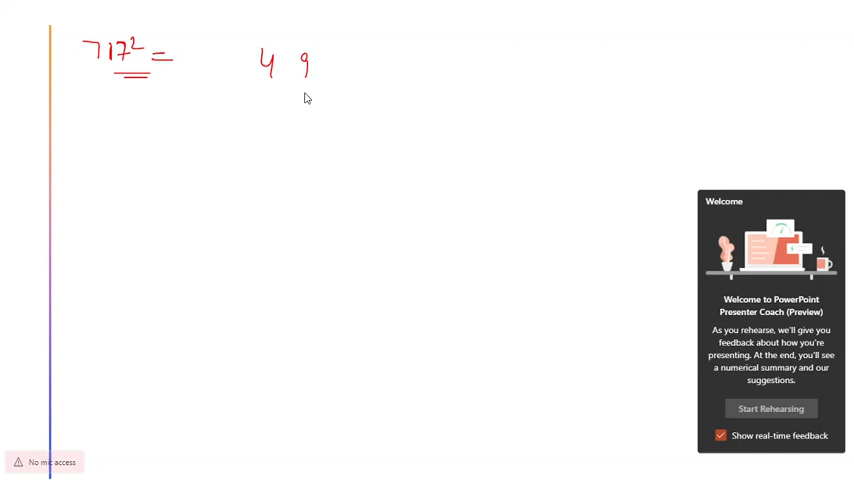 717² = 4 9
Welcome
Welcome to PowerPoint
Presenter Coach (Preview)
As you rehearse, we'll give you
feedback about how you're
presenting. At the end, you'll see
a numerical summary and our
suggestions.
Start Rehearsing
Show real-time feedback
No mic access